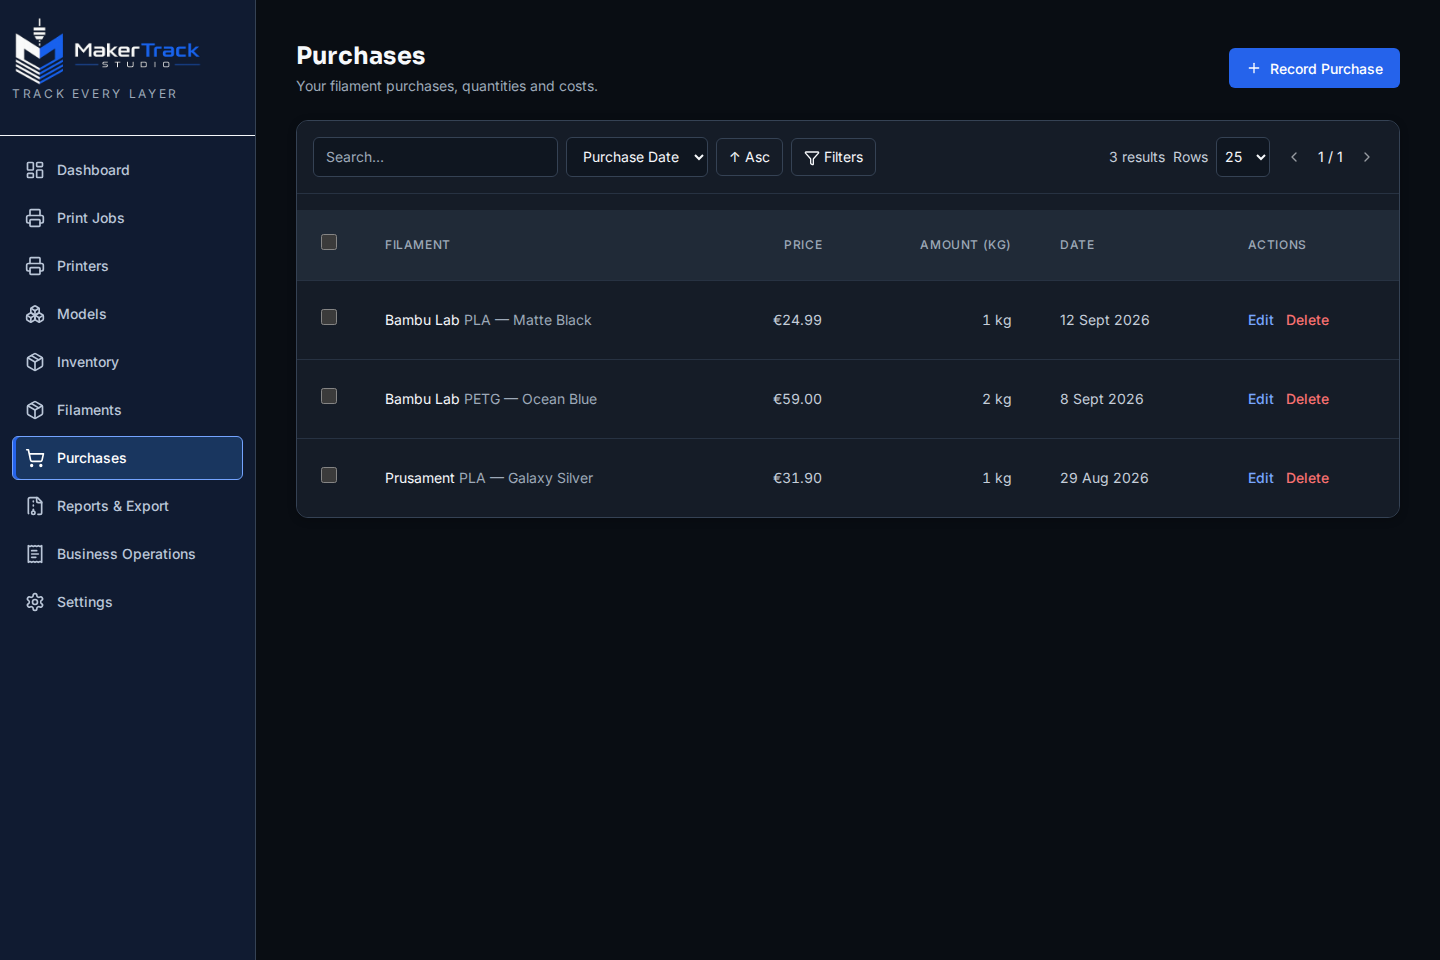 MakerTrack
STUDIO
TRACK EVERY LAYER
Dashboard
Print Jobs
Printers
Models
Inventory
Filaments
Purchases
Reports & Export
Business Operations
Settings
Purchases
Your filament purchases, quantities and costs.
+ Record Purchase
Search...
Purchase Date
↑ Asc
Filters
3 results Rows 25 1 / 1
FILAMENT PRICE AMOUNT (KG) DATE ACTIONS
Bambu Lab PLA — Matte Black €24.99 1 kg 12 Sept 2026 Edit Delete
Bambu Lab PETG — Ocean Blue €59.00 2 kg 8 Sept 2026 Edit Delete
Prusament PLA — Galaxy Silver €31.90 1 kg 29 Aug 2026 Edit Delete